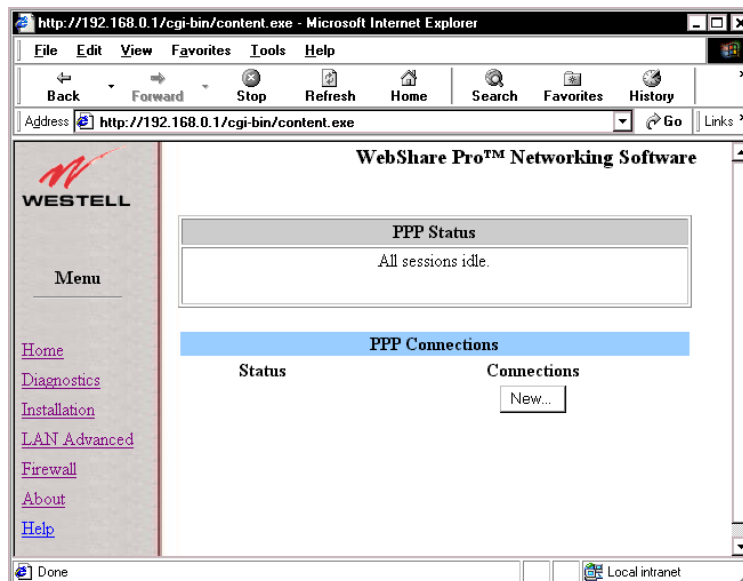 http://192.168.0.1/cgi-bin/content.exe - Microsoft Internet Explorer
File Edit View Favorites Tools Help
Back Forward Stop Refresh Home Search Favorites History
Address http://192.168.0.1/cgi-bin/content.exe Go Links
WESTELL
WebShare Pro™ Networking Software
PPP Status
All sessions idle.
Menu
PPP Connections
Status Connections
New...
Home
Diagnostics
Installation
LAN Advanced
Firewall
About
Help
Done Local intranet